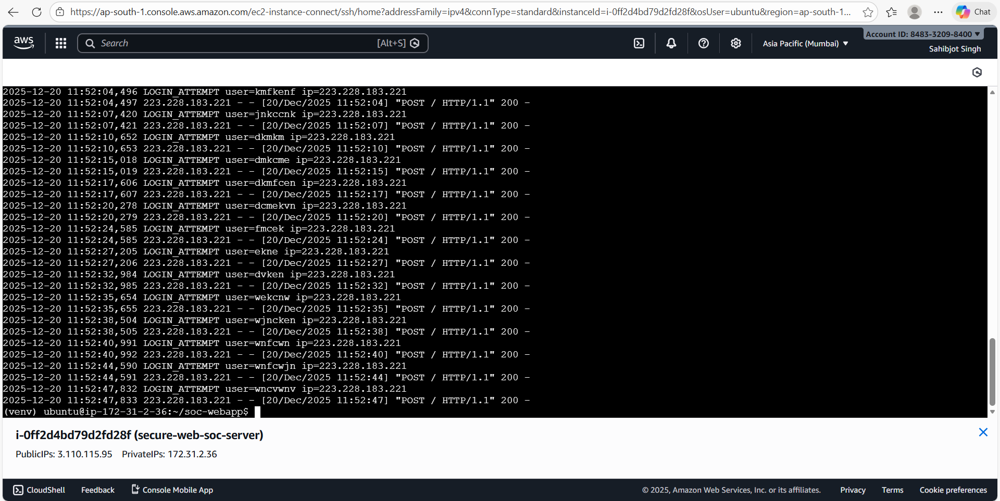 https://ap-south-1.console.aws.amazon.com/ec2-instance-connect/ssh/home?addressFamily=ipv4&connType=standard&instanceId=i-0ff2d4bd79d2fd28f&osUser=ubuntu&region=ap-south-1...
Chat
aws
Search
[Alt+S]
Asia Pacific (Mumbai)
Account ID: 8483-3209-8400
Sahibjot Singh
2025-12-20 11:52:04,496 LOGIN_ATTEMPT user=kmfkenf ip=223.228.183.221
2025-12-20 11:52:04,497 223.228.183.221 - - [20/Dec/2025 11:52:04] "POST / HTTP/1.1" 200 -
2025-12-20 11:52:07,420 LOGIN_ATTEMPT user=jnkccnk ip=223.228.183.221
2025-12-20 11:52:07,421 223.228.183.221 - - [20/Dec/2025 11:52:07] "POST / HTTP/1.1" 200 -
2025-12-20 11:52:10,652 LOGIN_ATTEMPT user=dkmkm ip=223.228.183.221
2025-12-20 11:52:10,653 223.228.183.221 - - [20/Dec/2025 11:52:10] "POST / HTTP/1.1" 200 -
2025-12-20 11:52:15,018 LOGIN_ATTEMPT user=dmkcme ip=223.228.183.221
2025-12-20 11:52:15,019 223.228.183.221 - - [20/Dec/2025 11:52:15] "POST / HTTP/1.1" 200 -
2025-12-20 11:52:17,606 LOGIN_ATTEMPT user=dkmfcen ip=223.228.183.221
2025-12-20 11:52:17,607 223.228.183.221 - - [20/Dec/2025 11:52:17] "POST / HTTP/1.1" 200 -
2025-12-20 11:52:20,278 LOGIN_ATTEMPT user=dcmekvn ip=223.228.183.221
2025-12-20 11:52:20,279 223.228.183.221 - - [20/Dec/2025 11:52:20] "POST / HTTP/1.1" 200 -
2025-12-20 11:52:24,585 LOGIN_ATTEMPT user=fmcek ip=223.228.183.221
2025-12-20 11:52:24,585 223.228.183.221 - - [20/Dec/2025 11:52:24] "POST / HTTP/1.1" 200 -
2025-12-20 11:52:27,205 LOGIN_ATTEMPT user=ekne ip=223.228.183.221
2025-12-20 11:52:27,206 223.228.183.221 - - [20/Dec/2025 11:52:27] "POST / HTTP/1.1" 200 -
2025-12-20 11:52:32,984 LOGIN_ATTEMPT user=dvken ip=223.228.183.221
2025-12-20 11:52:32,985 223.228.183.221 - - [20/Dec/2025 11:52:32] "POST / HTTP/1.1" 200 -
2025-12-20 11:52:35,654 LOGIN_ATTEMPT user=wekcnw ip=223.228.183.221
2025-12-20 11:52:35,655 223.228.183.221 - - [20/Dec/2025 11:52:35] "POST / HTTP/1.1" 200 -
2025-12-20 11:52:38,504 LOGIN_ATTEMPT user=wjncken ip=223.228.183.221
2025-12-20 11:52:38,505 223.228.183.221 - - [20/Dec/2025 11:52:38] "POST / HTTP/1.1" 200 -
2025-12-20 11:52:40,991 LOGIN_ATTEMPT user=wnfcwn ip=223.228.183.221
2025-12-20 11:52:40,992 223.228.183.221 - - [20/Dec/2025 11:52:40] "POST / HTTP/1.1" 200 -
2025-12-20 11:52:44,590 LOGIN_ATTEMPT user=wnfcwjn ip=223.228.183.221
2025-12-20 11:52:44,591 223.228.183.221 - - [20/Dec/2025 11:52:44] "POST / HTTP/1.1" 200 -
2025-12-20 11:52:47,832 LOGIN_ATTEMPT user=wncvwnv ip=223.228.183.221
2025-12-20 11:52:47,833 223.228.183.221 - - [20/Dec/2025 11:52:47] "POST / HTTP/1.1" 200 -
(venv) ubuntu@ip-172-31-2-36:~/soc-webapp$
i-0ff2d4bd79d2fd28f (secure-web-soc-server)
PublicIPs: 3.110.115.95 PrivateIPs: 172.31.2.36
CloudShell Feedback Console Mobile App © 2025, Amazon Web Services, Inc. or its affiliates. Privacy Terms Cookie preferences